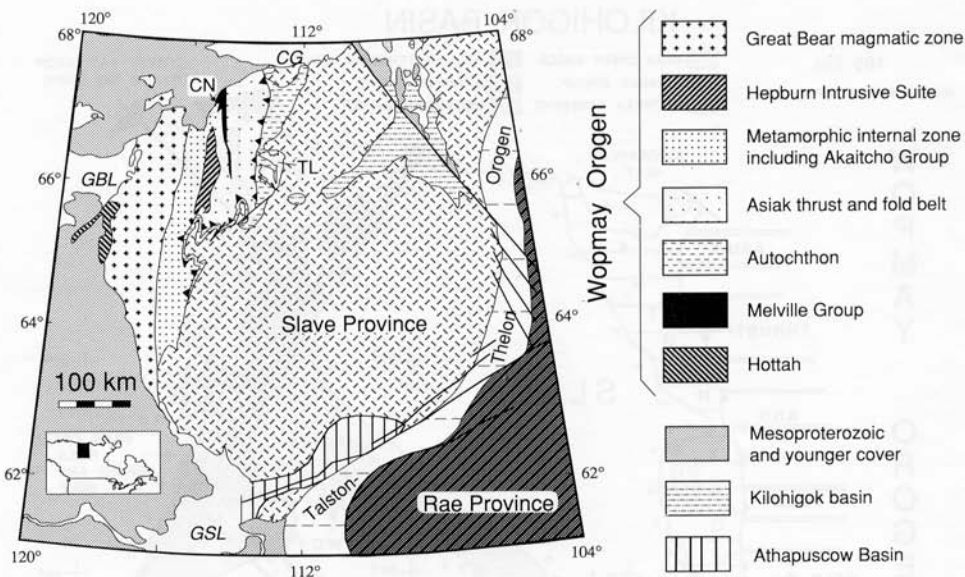 120°
112°
104°
68°
68°
CG
CN
TL
66°
66°
GBL
Orogen
Slave Province
64°
64°
Thelon
100 km
62°
62°
Talston
Rae Province
GSL
120°
112°
104°
Wopmay Orogen
Great Bear magmatic zone
Hepburn Intrusive Suite
Metamorphic internal zone
including Akaitcho Group
Asiak thrust and fold belt
Autochthon
Melville Group
Hottah
Mesoproterozoic
and younger cover
Kilohigok basin
Athapuscow Basin